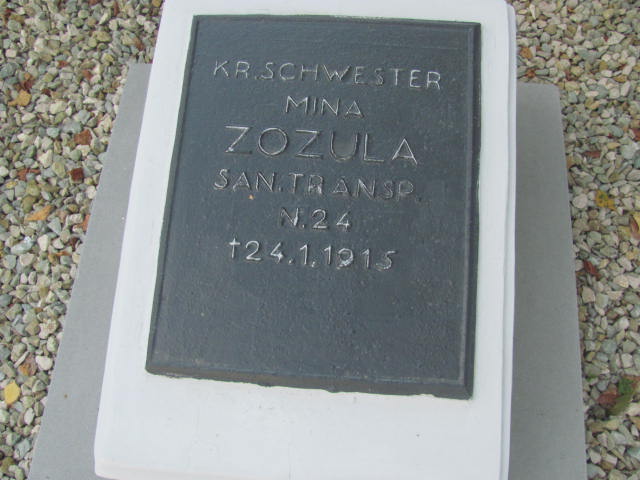 KR.SCHWESTER
MINA
ZOZULA
SAN.TRANSP.
N.24
†24.1.1915